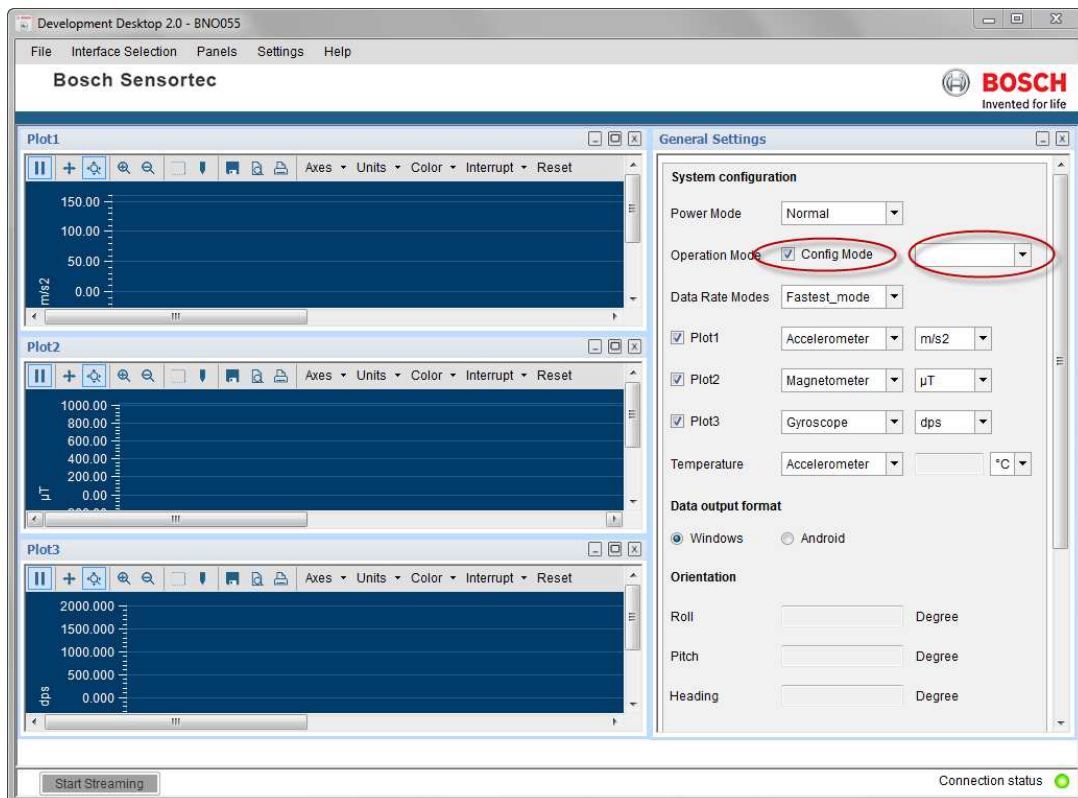 Development Desktop 2.0 - BNO055
File Interface Selection Panels Settings Help
Bosch Sensortec
BOSCH
Invented for life
Plot1
Axes Units Color Interrupt Reset
150.00
100.00
50.00
0.00
m/s2
Plot2
Axes Units Color Interrupt Reset
1000.00
800.00
600.00
400.00
200.00
0.00
µT
Plot3
Axes Units Color Interrupt Reset
2000.000
1500.000
1000.000
500.000
0.000
dps
General Settings
System configuration
Power Mode Normal
Operation Mode Config Mode
Data Rate Modes Fastest_mode
Plot1 Accelerometer m/s2
Plot2 Magnetometer µT
Plot3 Gyroscope dps
Temperature Accelerometer °C
Data output format
Windows Android
Orientation
Roll Degree
Pitch Degree
Heading Degree
Start Streaming
Connection status